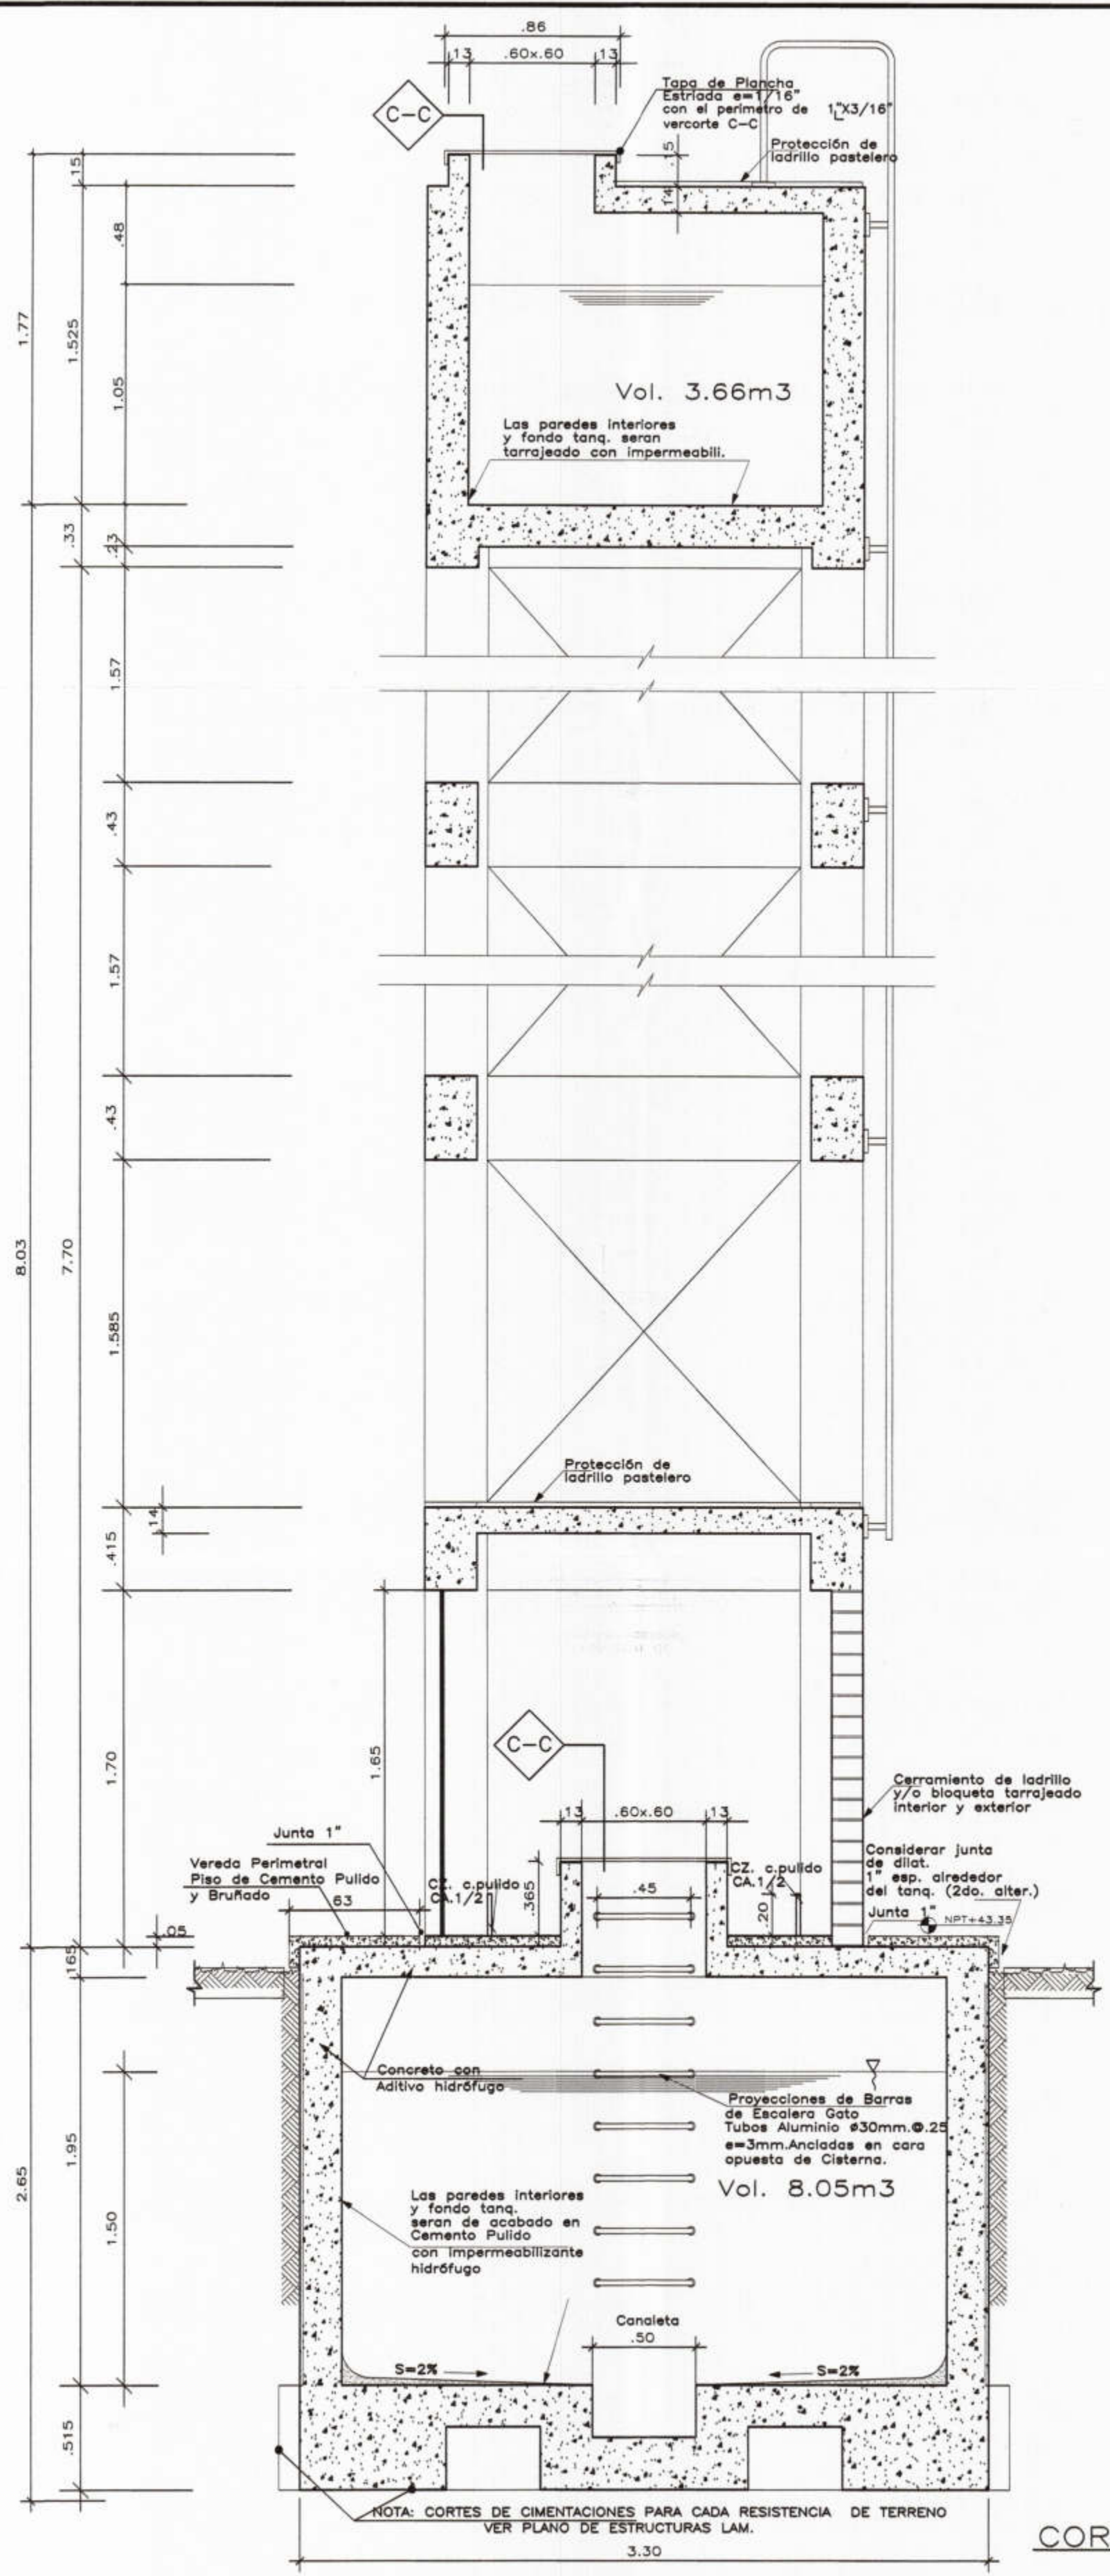 .86
.13
.60x.60
.13
C-C
Tapa de Plancha
Estriada e=1/16"
con el perimetro de 1"X3/16"
vercorte C-C
Protección de
ladrillo pastelero
.15
.14
.15
.48
1.77
1.525
1.05
Vol. 3.66m3
Las paredes interiores
y fondo tanq. seran
tarrajeado con impermeabili.
.33
.23
1.57
.43
1.57
.43
8.03
7.70
1.585
Protección de
ladrillo pastelero
.14
.415
C-C
1.70
1.65
Cerramiento de ladrillo
y/o bloqueta tarrajeado
interior y exterior
.13
.60x.60
.13
Junta 1"
Vereda Perimetral
Piso de Cemento Pulido
y Bruñado
.63
CZ. c.pulido
CA.1/2
.365
.45
CZ. c.pulido
CA.1/2
.20
Considerar junta
de dilat.
1" esp. alrededor
del tanq. (2do. alter.)
Junta 1"
NPT+43.35
.05
.165
Concreto con
Aditivo hidrófugo
Proyecciones de Barras
de Escalera Gato
Tubos Aluminio ø30mm.@.25
e=3mm.Ancladas en cara
opuesta de Cisterna.
Vol. 8.05m3
2.65
1.95
1.50
Las paredes interiores
y fondo tanq.
seran de acabado en
Cemento Pulido
con impermeabilizante
hidrófugo
Canaleta
.50
S=2%
S=2%
.515
NOTA: CORTES DE CIMENTACIONES PARA CADA RESISTENCIA DE TERRENO
VER PLANO DE ESTRUCTURAS LAM.
3.30
COR